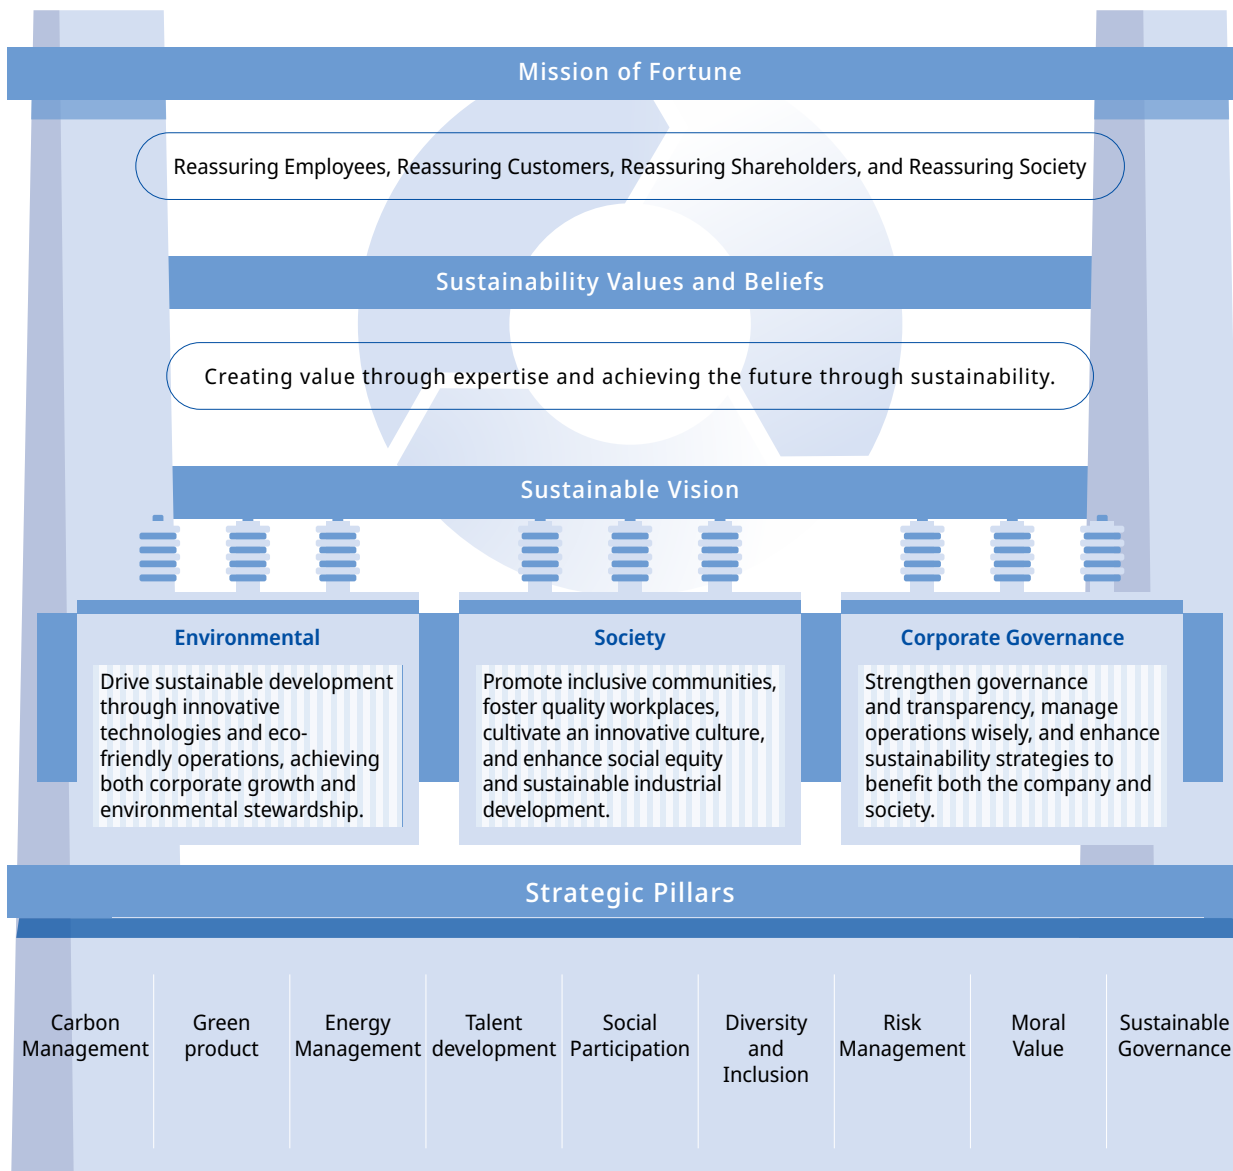 Mission of Fortune
Reassuring Employees, Reassuring Customers, Reassuring Shareholders, and Reassuring Society
Sustainability Values and Beliefs
Creating value through expertise and achieving the future through sustainability.
Sustainable Vision
Environmental
Drive sustainable development
through innovative
technologies and eco-
friendly operations, achieving
both corporate growth and
environmental stewardship.
Society
Promote inclusive communities,
foster quality workplaces,
cultivate an innovative culture,
and enhance social equity
and sustainable industrial
development.
Corporate Governance
Strengthen governance
and transparency, manage
operations wisely, and enhance
sustainability strategies to
benefit both the company and
society.
Strategic Pillars
Carbon
Management
Green
product
Energy
Management
Talent
development
Social
Participation
Diversity
and
Inclusion
Risk
Management
Moral
Value
Sustainable
Governance